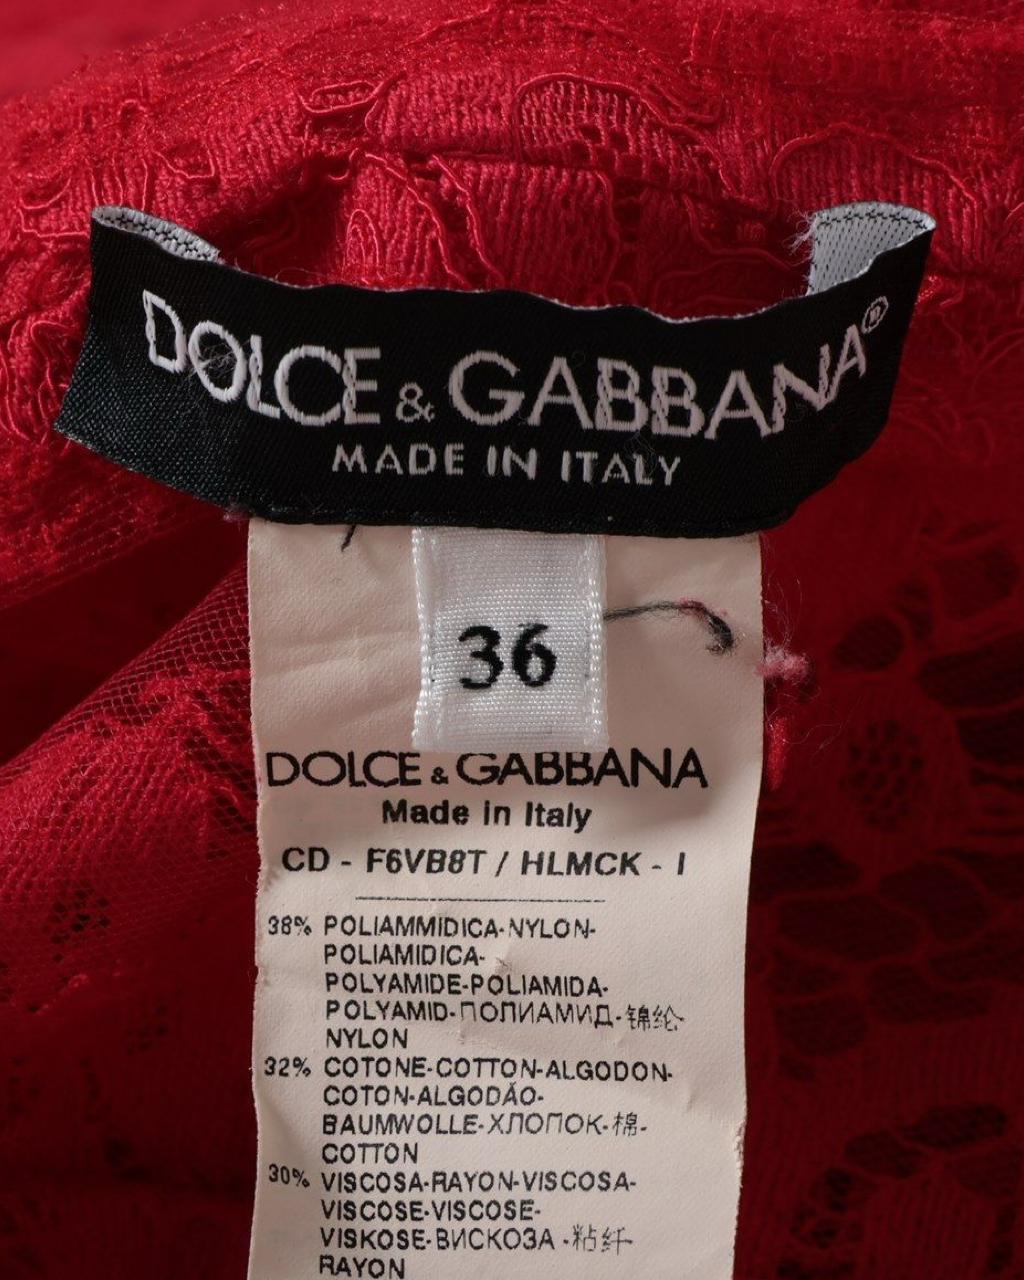 DOLCE & GABBANA®
MADE IN ITALY
36
DOLCE & GABBANA
Made in Italy
CD - F6VB8T / HLMCK - I
38% POLIAMMIDICA-NYLON-
POLIAMIDICA-
POLYAMIDE-POLIAMIDA-
POLYAMID-ПОЛИАМИД-锦纶-
NYLON
32% COTONE-COTTON-ALGODON-
COTON-ALGODÃO-
BAUMWOLLE-ХЛОПОК-棉-
COTTON
30% VISCOSA-RAYON-VISCOSA-
VISCOSE-VISCOSE-
VISKOSE-ВИСКОЗА -粘纤-
RAYON